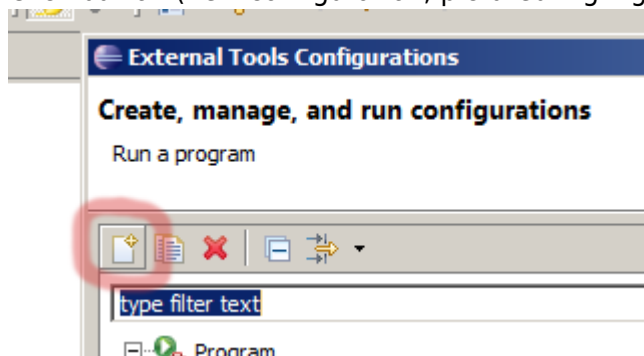 External Tools Configurations
Create, manage, and run configurations
Run a program
type filter text
Program